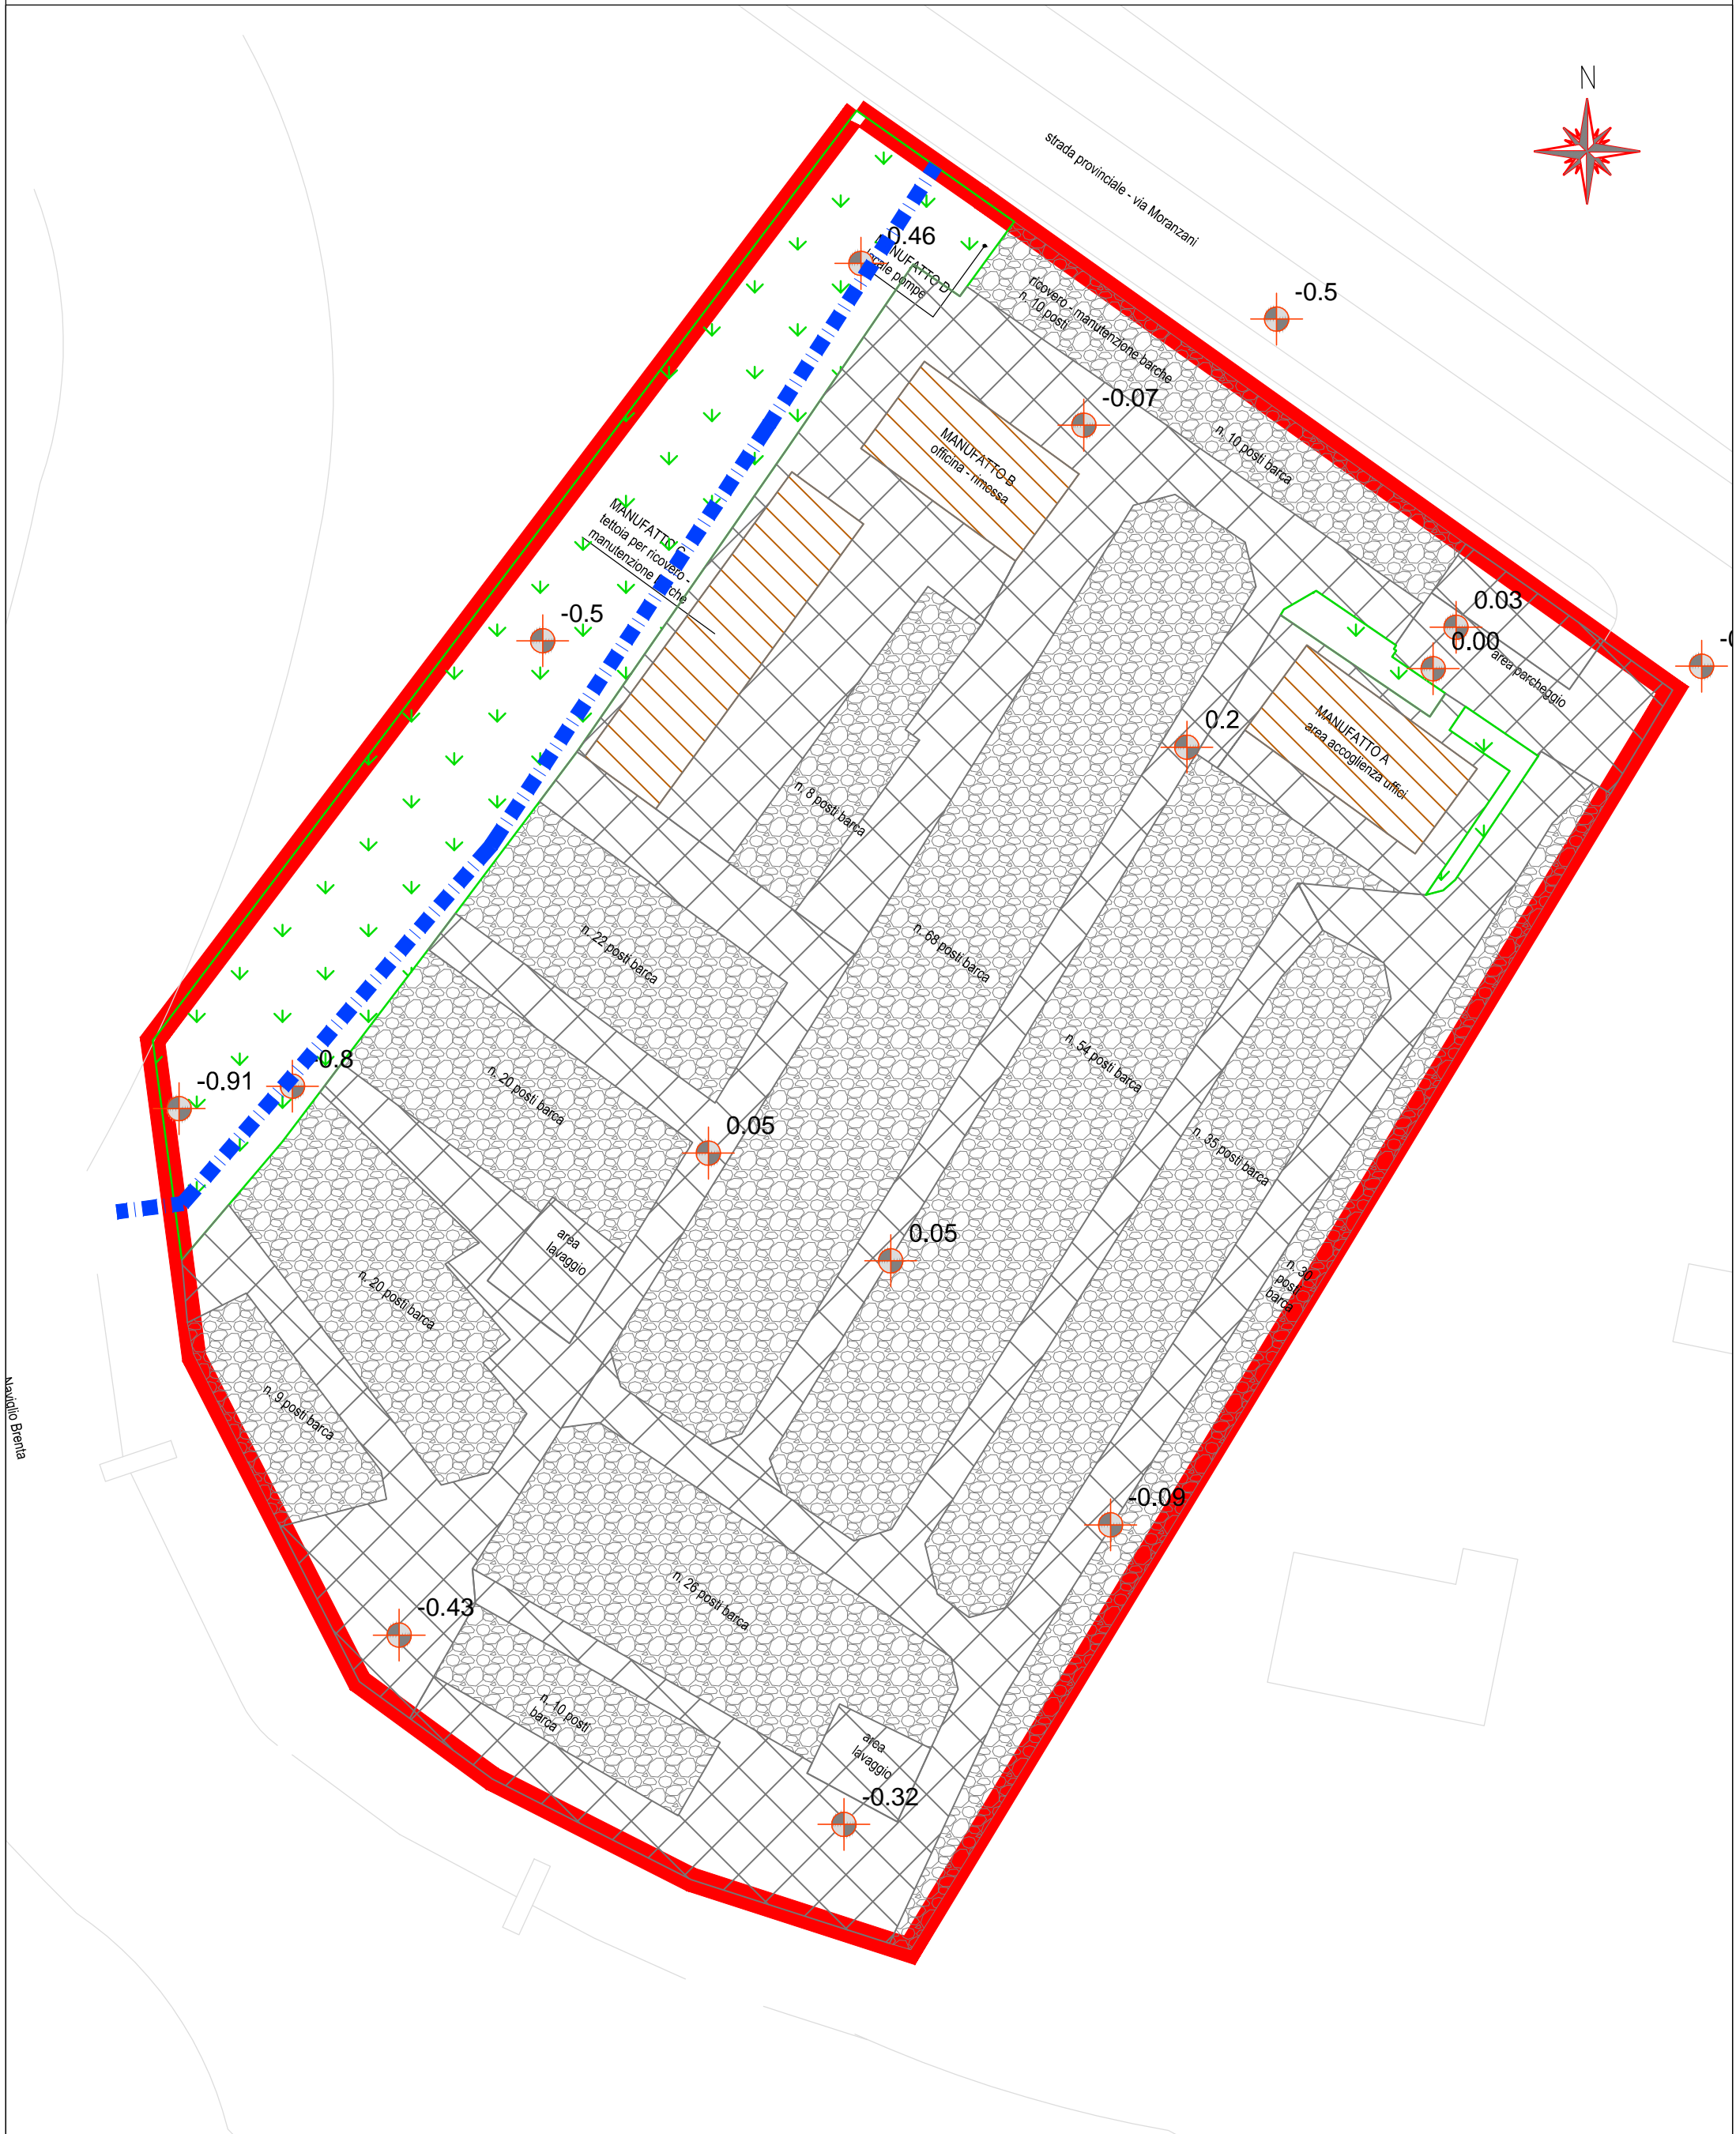 N
strada provinciale - via Moranzani
0.46
MANUFATTO D
locale pompe
-0.5
ricovero - manutenzione barche
n. 10 posti
-0.07
n. 10 posti barca
MANUFATTO B
officina - rimessa
MANUFATTO C
tettoia per ricovero -
manutenzione barche
-0.5
0.03
0.00
area parcheggio
0.2
MANUFATTO A
area accoglienza uffici
n. 8 posti barca
n. 22 posti barca
n. 68 posti barca
-0.91
0.8
n. 20 posti barca
n. 54 posti barca
0.05
n. 35 posti barca
0.05
area
lavaggio
n. 20 posti barca
n. 30
posti
barca
n. 9 posti barca
Naviglio Brenta
-0.09
-0.43
n. 26 posti barca
n. 10 posti
barca
area
lavaggio
-0.32